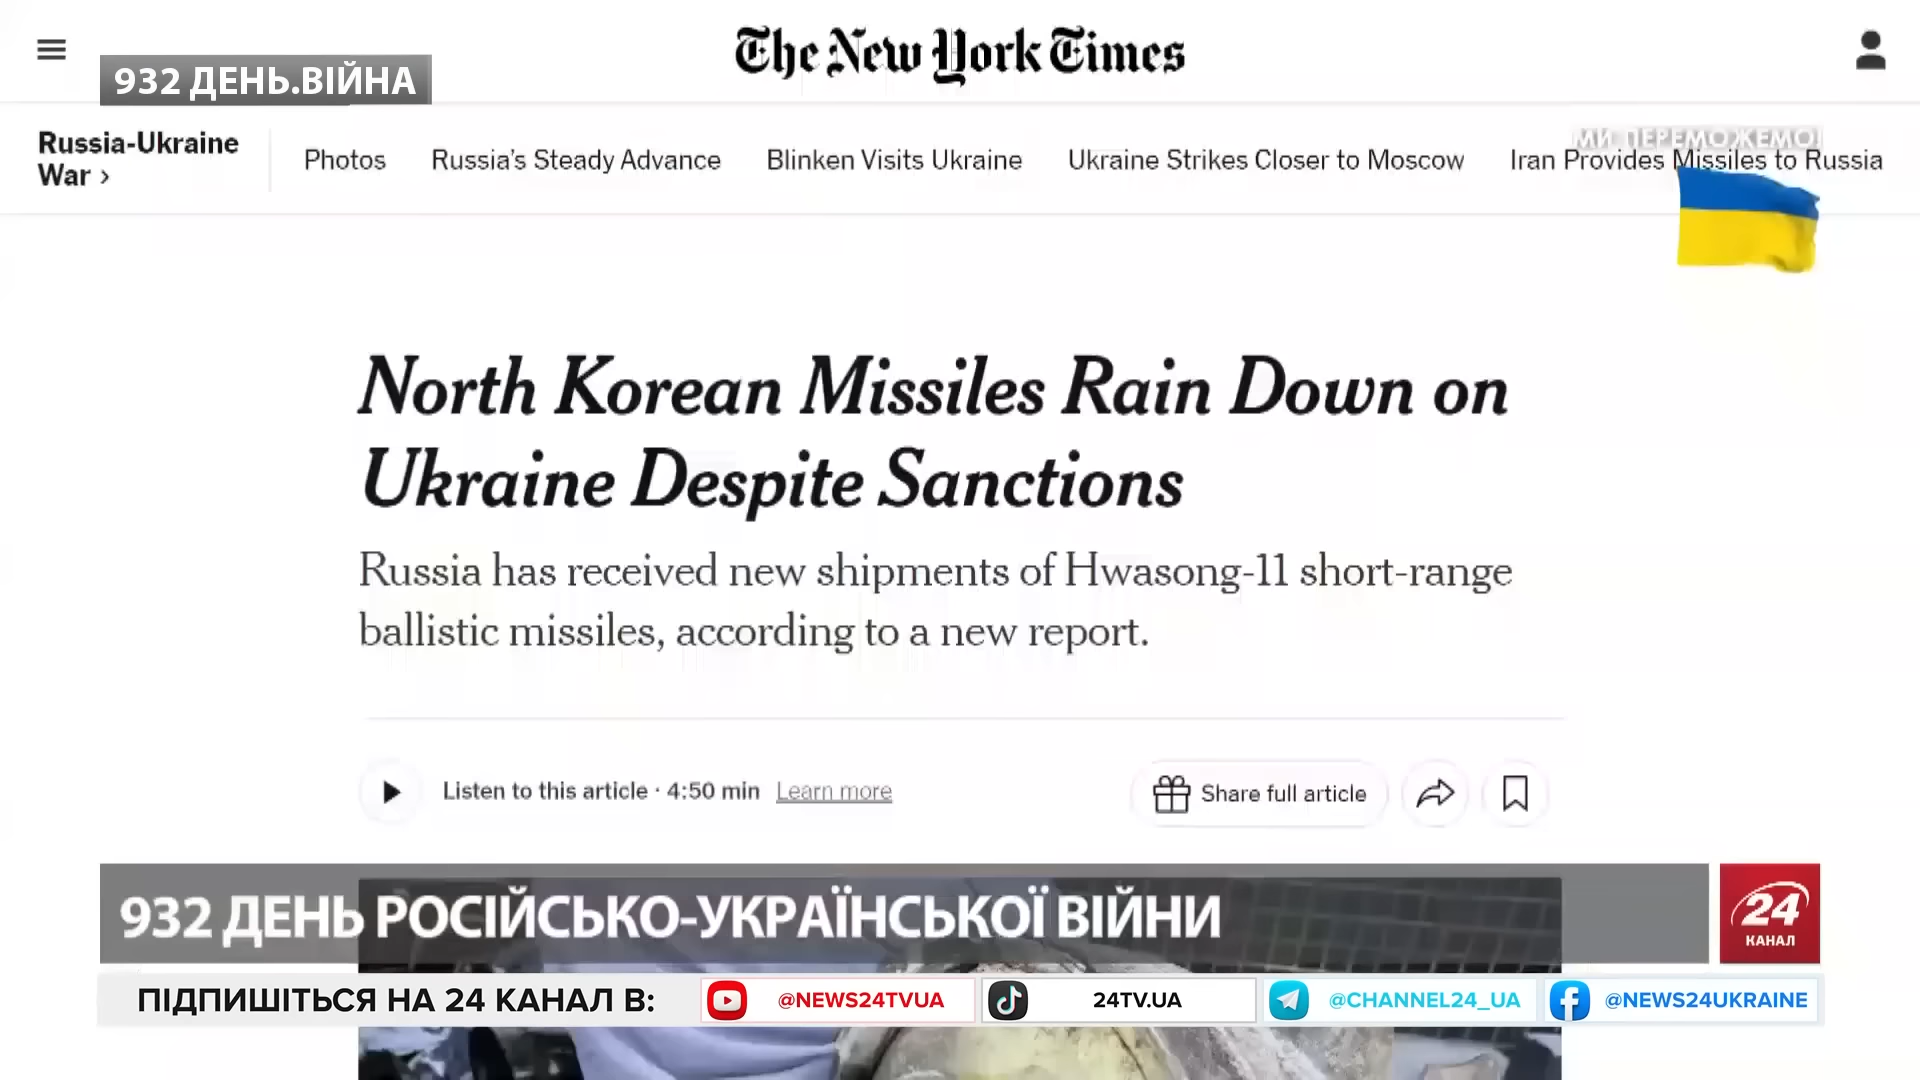 The New York Times
932 ДЕНЬ.ВІЙНА
Russia-Ukraine
War ›
Photos
Russia's Steady Advance
Blinken Visits Ukraine
Ukraine Strikes Closer to Moscow
Iran Provides Missiles to Russia
МИ ПЕРЕМОЖЕМО!
North Korean Missiles Rain Down on
Ukraine Despite Sanctions
Russia has received new shipments of Hwasong-11 short-range
ballistic missiles, according to a new report.
Listen to this article · 4:50 min Learn more
Share full article
932 ДЕНЬ РОСІЙСЬКО-УКРАЇНСЬКОЇ ВІЙНИ
24
КАНАЛ
ПІДПИШІТЬСЯ НА 24 КАНАЛ В:
@NEWS24TVUA
24TV.UA
@CHANNEL24_UA
@NEWS24UKRAINE